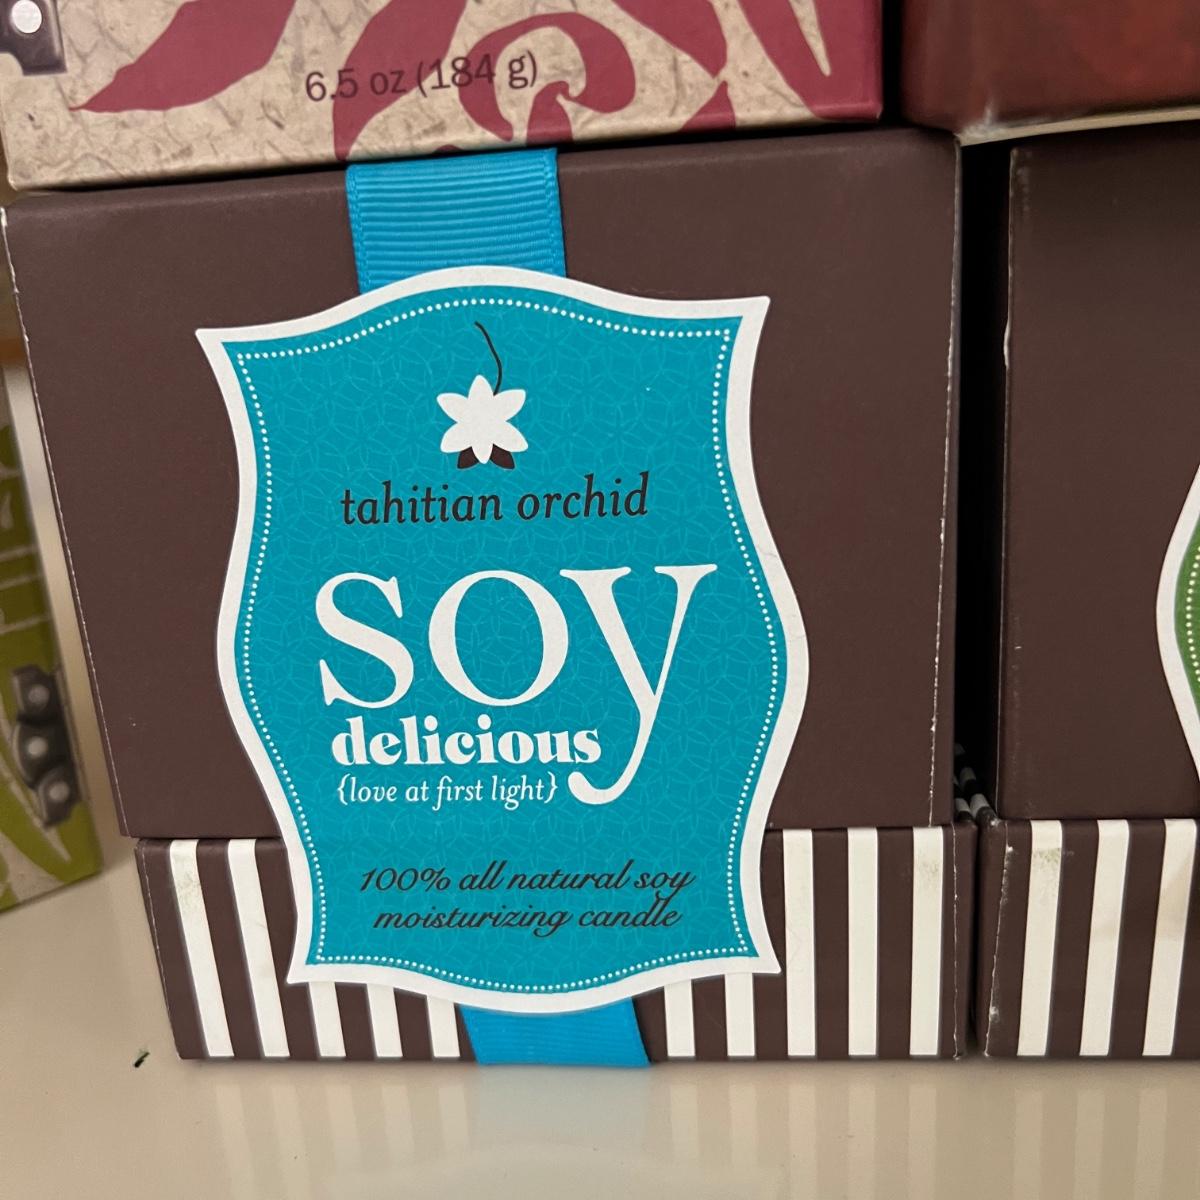 6.5 oz (184 g)
tahitian orchid
soy
delicious
{love at first light}
100% all natural soy
moisturizing candle